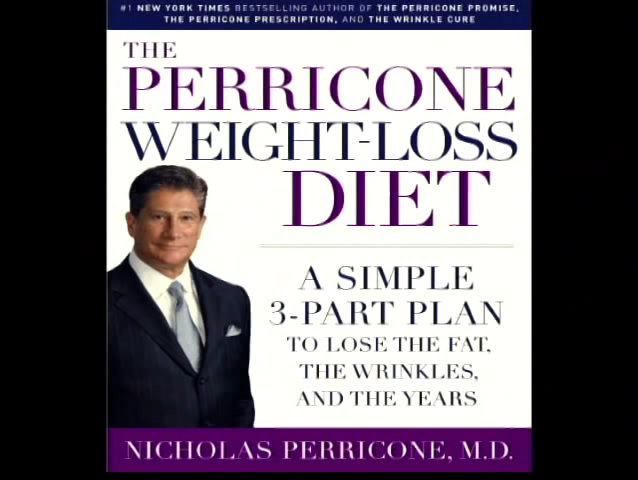 #1 NEW YORK TIMES BESTSELLING AUTHOR OF THE PERRICONE PROMISE,
THE PERRICONE PRESCRIPTION, AND THE WRINKLE CURE
THE
PERRICONE
WEIGHT-LOSS
DIET
A SIMPLE
3-PART PLAN
TO LOSE THE FAT,
THE WRINKLES,
AND THE YEARS
NICHOLAS PERRICONE, M.D.